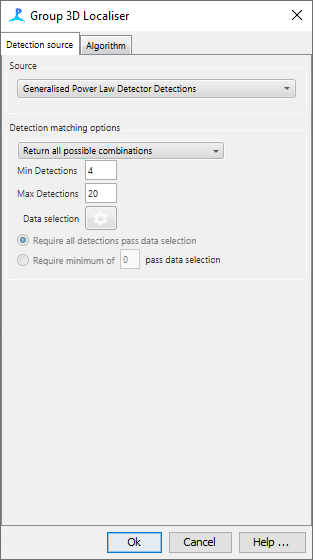 Group 3D Localiser
Detection source Algorithm
Source
Generalised Power Law Detector Detections
Detection matching options
Return all possible combinations
Min Detections 4
Max Detections 20
Data selection
Require all detections pass data selection
Require minimum of 0 pass data selection
Ok Cancel Help ...